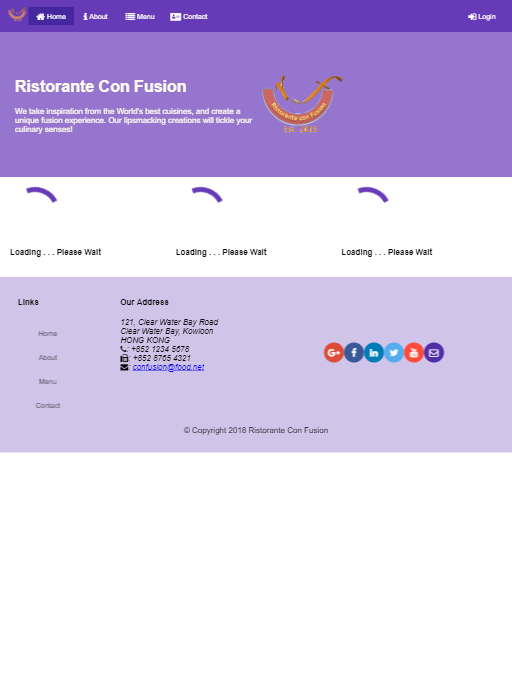 Home
About
Menu
Contact
Login
Ristorante Con Fusion
We take inspiration from the World's best cuisines, and create a
unique fusion experience. Our lipsmacking creations will tickle your
culinary senses!
Ristorante con Fusion
Est. 2013
Loading . . . Please Wait
Loading . . . Please Wait
Loading . . . Please Wait
Links
Home
About
Menu
Contact
Our Address
121, Clear Water Bay Road
Clear Water Bay, Kowloon
HONG KONG
: +852 1234 5678
: +852 8765 4321
: confusion@food.net
© Copyright 2018 Ristorante Con Fusion